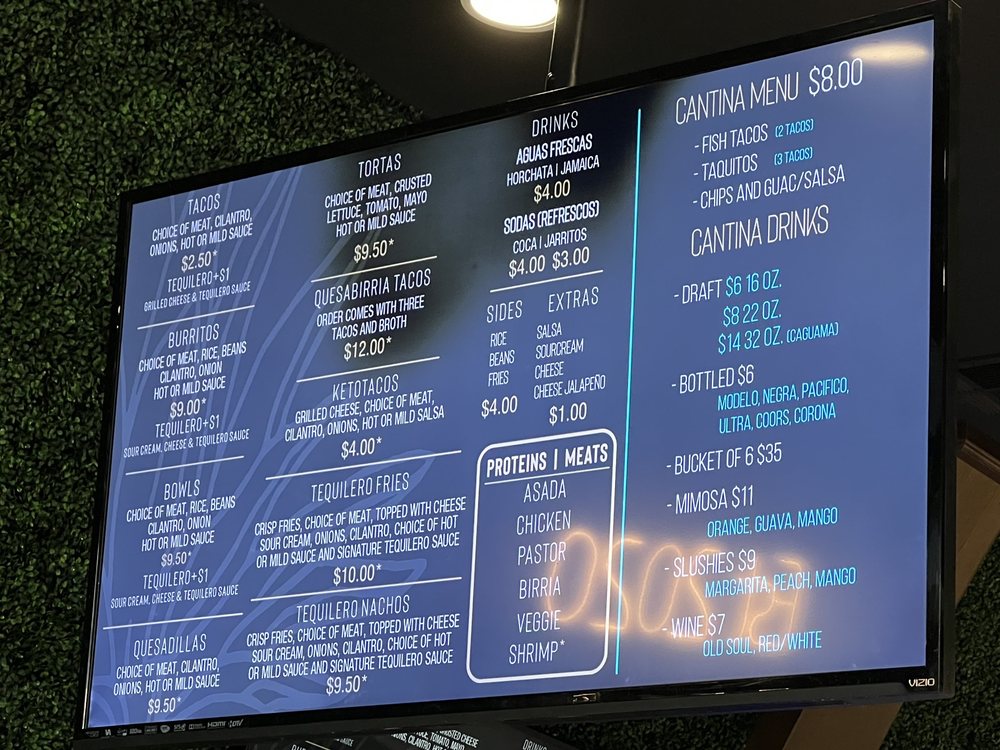 TACOS
CHOICE OF MEAT, CILANTRO,
ONIONS, HOT OR MILD SAUCE
$2.50*
TEQUILERO+$1
GRILLED CHEESE & TEQUILERO SAUCE
BURRITOS
CHOICE OF MEAT, RICE, BEANS
CILANTRO, ONION
HOT OR MILD SAUCE
$9.00*
TEQUILERO+$1
SOUR CREAM, CHEESE & TEQUILERO SAUCE
BOWLS
CHOICE OF MEAT, RICE, BEANS
CILANTRO, ONION
HOT OR MILD SAUCE
$9.50*
TEQUILERO+$1
SOUR CREAM, CHEESE & TEQUILERO SAUCE
QUESADILLAS
CHOICE OF MEAT, CILANTRO,
ONIONS, HOT OR MILD SAUCE
$9.50*
TORTAS
CHOICE OF MEAT, CRUSTED
LETTUCE, TOMATO, MAYO
HOT OR MILD SAUCE
$9.50*
QUESABIRRIA TACOS
ORDER COMES WITH THREE
TACOS AND BROTH
$12.00*
KETOTACOS
GRILLED CHEESE, CHOICE OF MEAT,
CILANTRO, ONIONS, HOT OR MILD SALSA
$4.00*
TEQUILERO FRIES
CRISP FRIES, CHOICE OF MEAT, TOPPED WITH CHEESE
SOUR CREAM, ONIONS, CILANTRO, CHOICE OF HOT
OR MILD SAUCE AND SIGNATURE TEQUILERO SAUCE
$10.00*
TEQUILERO NACHOS
CRISP FRIES, CHOICE OF MEAT, TOPPED WITH CHEESE
SOUR CREAM, ONIONS, CILANTRO, CHOICE OF HOT
OR MILD SAUCE AND SIGNATURE TEQUILERO SAUCE
$9.50*
DRINKS
AGUAS FRESCAS
HORCHATA | JAMAICA
$4.00
SODAS (REFRESCOS)
COCA | JARRITOS
$4.00 $3.00
SIDES
RICE
BEANS
FRIES
$4.00
EXTRAS
SALSA
SOURCREAM
CHEESE
CHEESE JALAPEÑO
$1.00
PROTEINS | MEATS
ASADA
CHICKEN
PASTOR
BIRRIA
VEGGIE
SHRIMP*
CANTINA MENU $8.00
- FISH TACOS (2 TACOS)
- TAQUITOS (3 TACOS)
- CHIPS AND GUAC/SALSA
CANTINA DRINKS
- DRAFT $6 16 OZ.
$8 22 OZ.
$14 32 OZ. (CAGUAMA)
- BOTTLED $6
MODELO, NEGRA, PACIFICO,
ULTRA, COORS, CORONA
- BUCKET OF 6 $35
- MIMOSA $11
ORANGE, GUAVA, MANGO
- SLUSHIES $9
MARGARITA, PEACH, MANGO
- WINE $7
OLD SOUL, RED/WHITE
VIZIO
HDMI